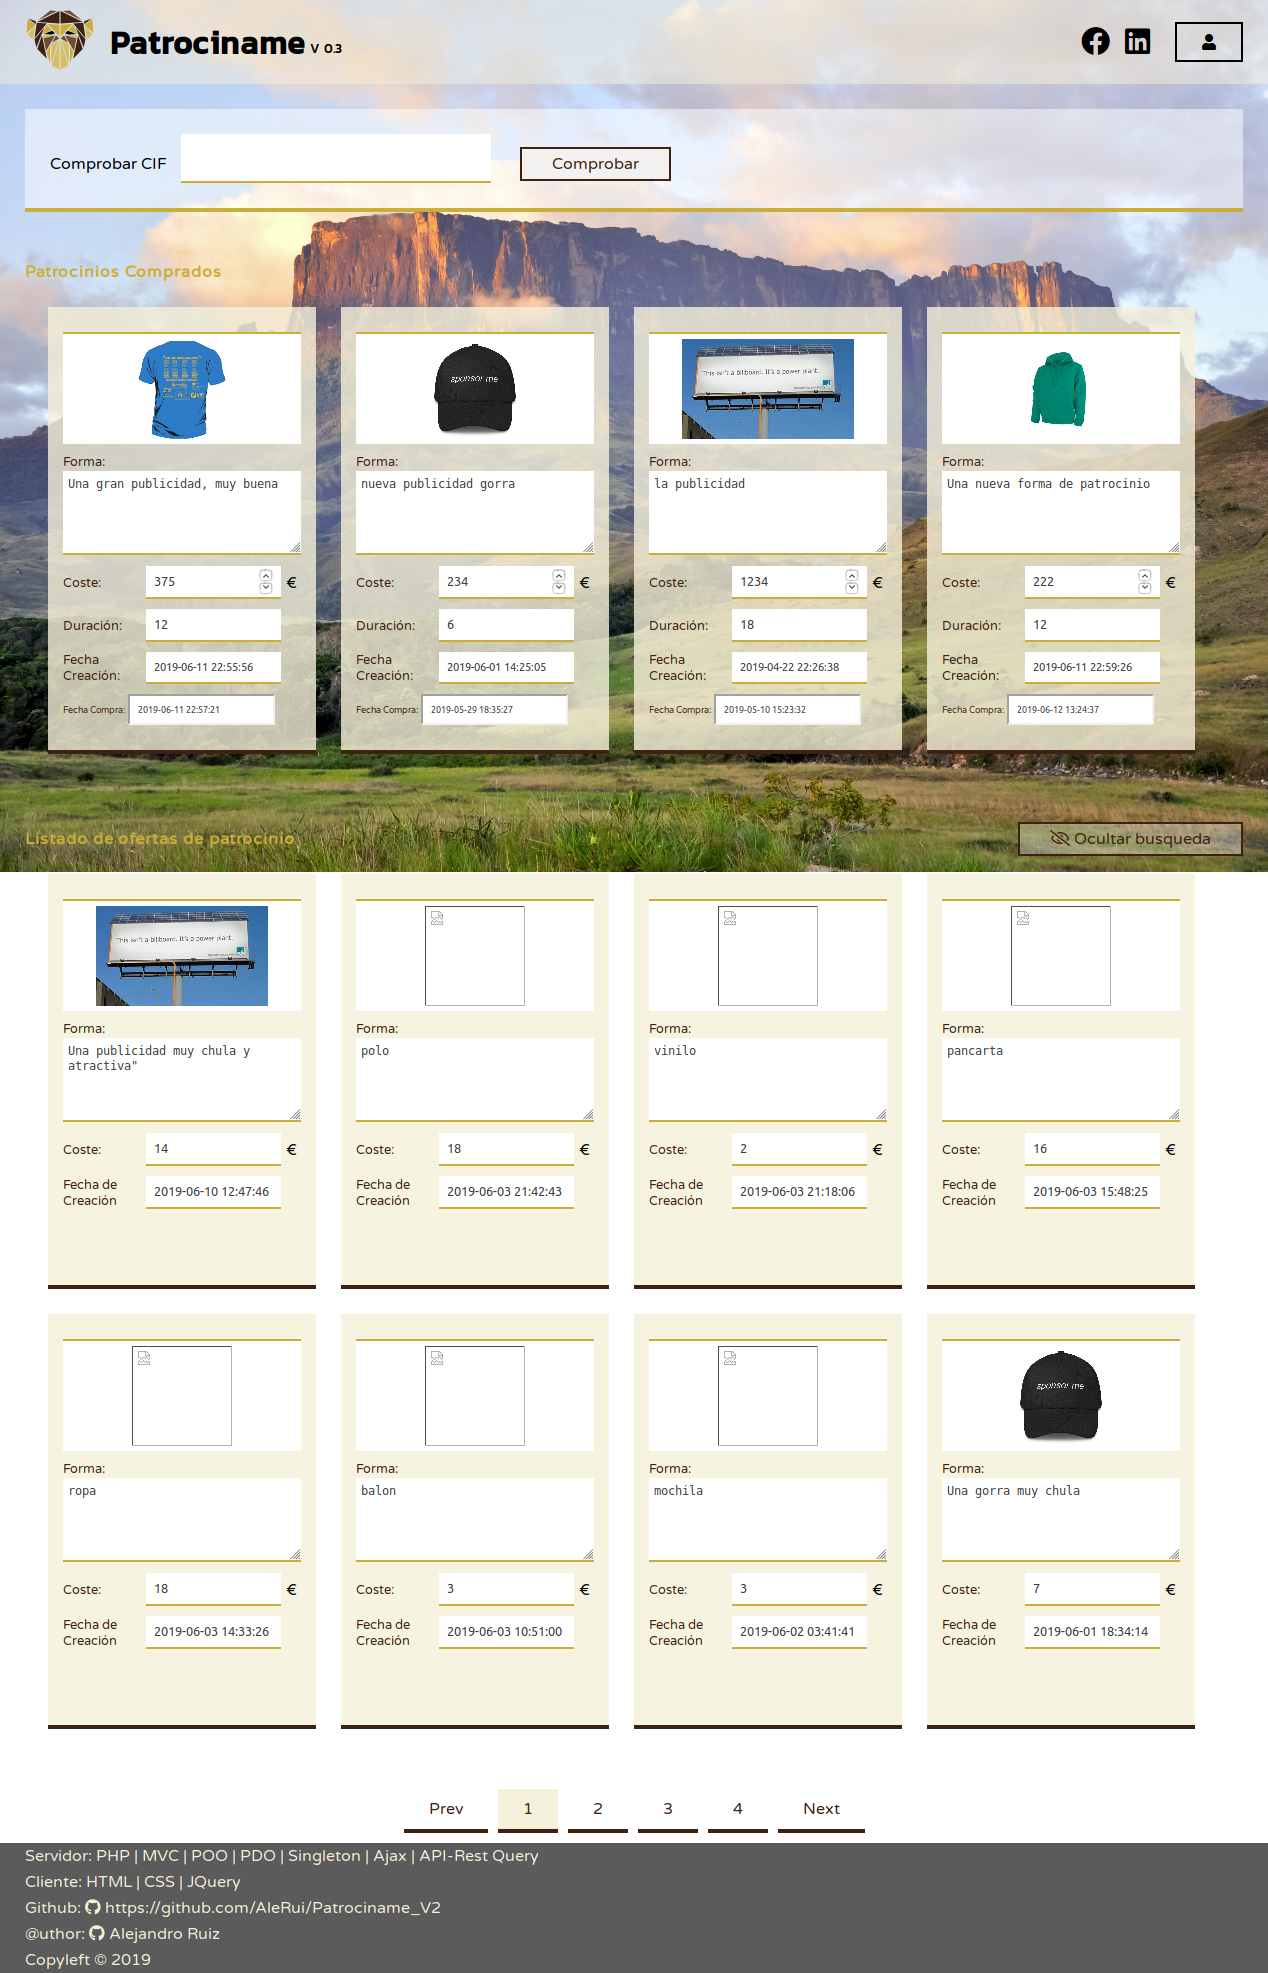 Patrociname V 0.3
Comprobar CIF
Comprobar
Patrocinios Comprados
sponsor me
This isn't a billboard. It's a power plant.
Forma: Forma: Forma: Forma:
Una gran publicidad, muy buena nueva publicidad gorra la publicidad Una nueva forma de patrocinio
Coste: 375 € Coste: 234 € Coste: 1234 € Coste: 222 €
Duración: 12 Duración: 6 Duración: 18 Duración: 12
Fecha Creación: 2019-06-11 22:55:56 Fecha Creación: 2019-06-01 14:25:05 Fecha Creación: 2019-04-22 22:26:38 Fecha Creación: 2019-06-11 22:59:26
Fecha Compra: 2019-06-11 22:57:21 Fecha Compra: 2019-05-29 18:35:27 Fecha Compra: 2019-05-10 15:23:32 Fecha Compra: 2019-06-12 13:24:37
Listado de ofertas de patrocinio
Ocultar busqueda
This isn't a billboard. It's a power plant.
Forma: Forma: Forma: Forma:
Una publicidad muy chula y atractiva" polo vinilo pancarta
Coste: 14 € Coste: 18 € Coste: 2 € Coste: 16 €
Fecha de Creación 2019-06-10 12:47:46 Fecha de Creación 2019-06-03 21:42:43 Fecha de Creación 2019-06-03 21:18:06 Fecha de Creación 2019-06-03 15:48:25
sponsor me
Forma: Forma: Forma: Forma:
ropa balon mochila Una gorra muy chula
Coste: 18 € Coste: 3 € Coste: 3 € Coste: 7 €
Fecha de Creación 2019-06-03 14:33:26 Fecha de Creación 2019-06-03 10:51:00 Fecha de Creación 2019-06-02 03:41:41 Fecha de Creación 2019-06-01 18:34:14
Prev 1 2 3 4 Next
Servidor: PHP | MVC | POO | PDO | Singleton | Ajax | API-Rest Query
Cliente: HTML | CSS | JQuery
Github: https://github.com/AleRui/Patrociname_V2
@uthor: Alejandro Ruiz
Copyleft © 2019